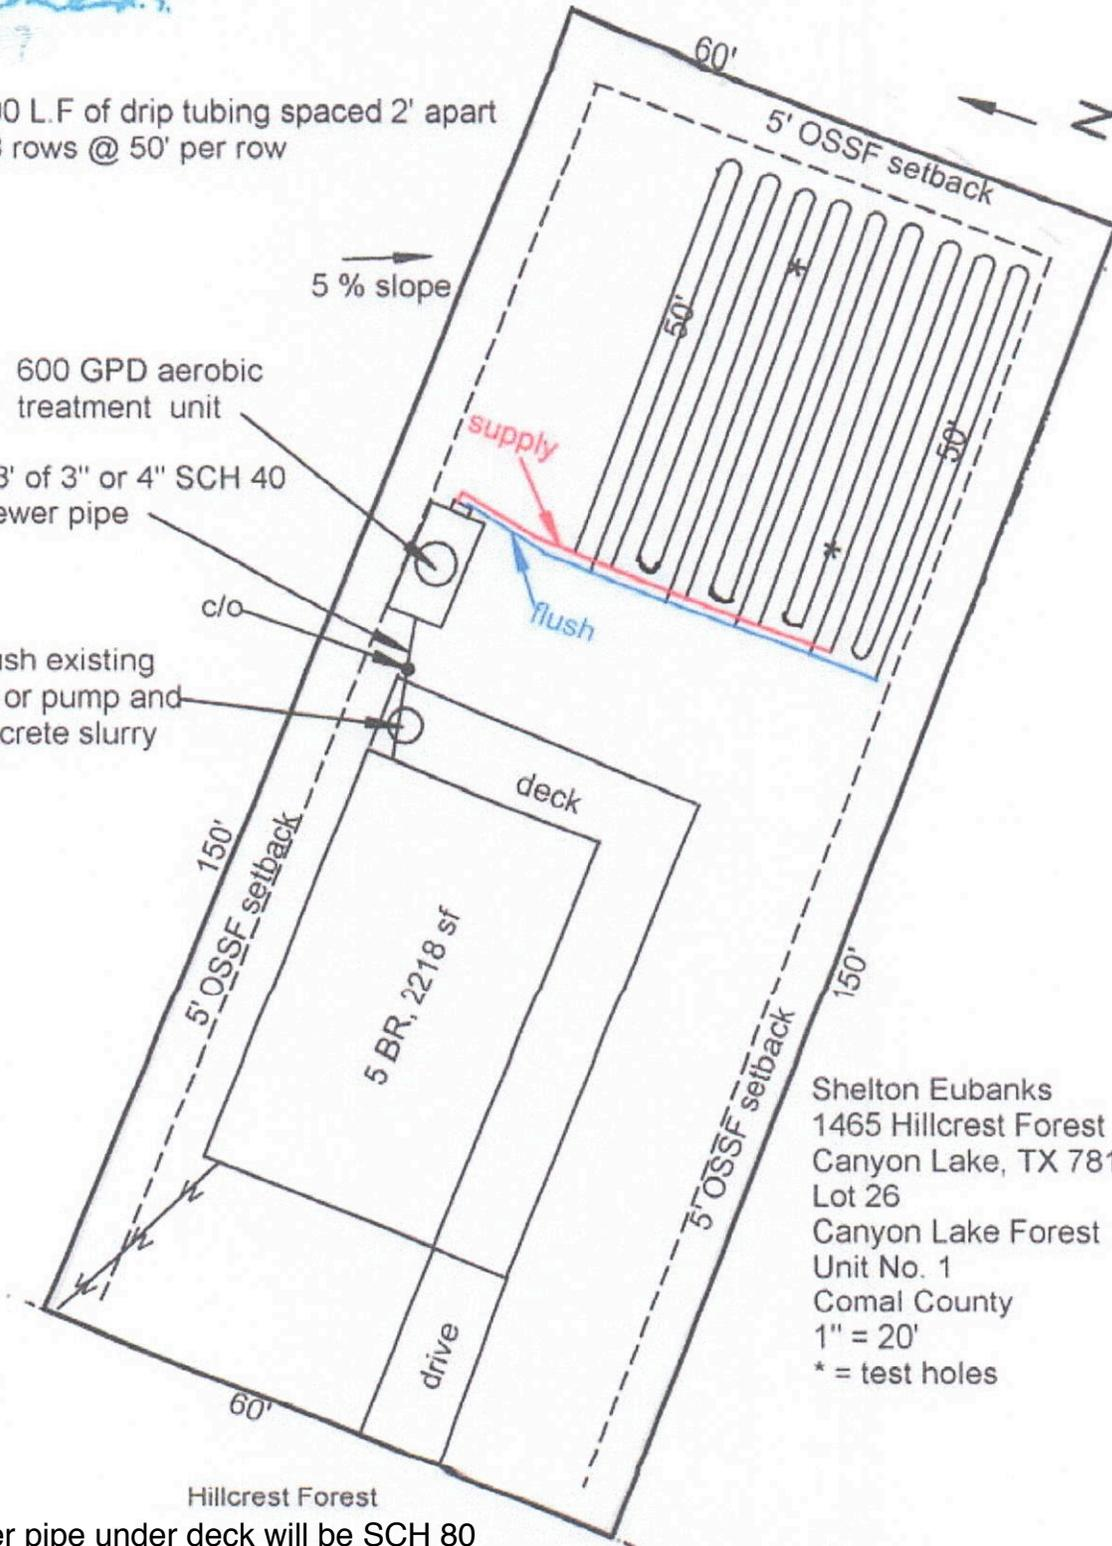 60'
0 L.F of drip tubing spaced 2' apart
rows @ 50' per row
5' OSSF setback
N
5 % slope
50'
*
600 GPD aerobic
treatment unit
supply
50'
3' of 3" or 4" SCH 40
ewer pipe
*
c/o
flush
ush existing
or pump and
crete slurry
deck
150'
5' OSSF setback
5 BR, 2218 sf
150'
5' OSSF setback
Shelton Eubanks
1465 Hillcrest Forest
Canyon Lake, TX 781
Lot 26
Canyon Lake Forest
Unit No. 1
Comal County
1" = 20'
* = test holes
drive
60'
Hillcrest Forest
er pipe under deck will be SCH 80